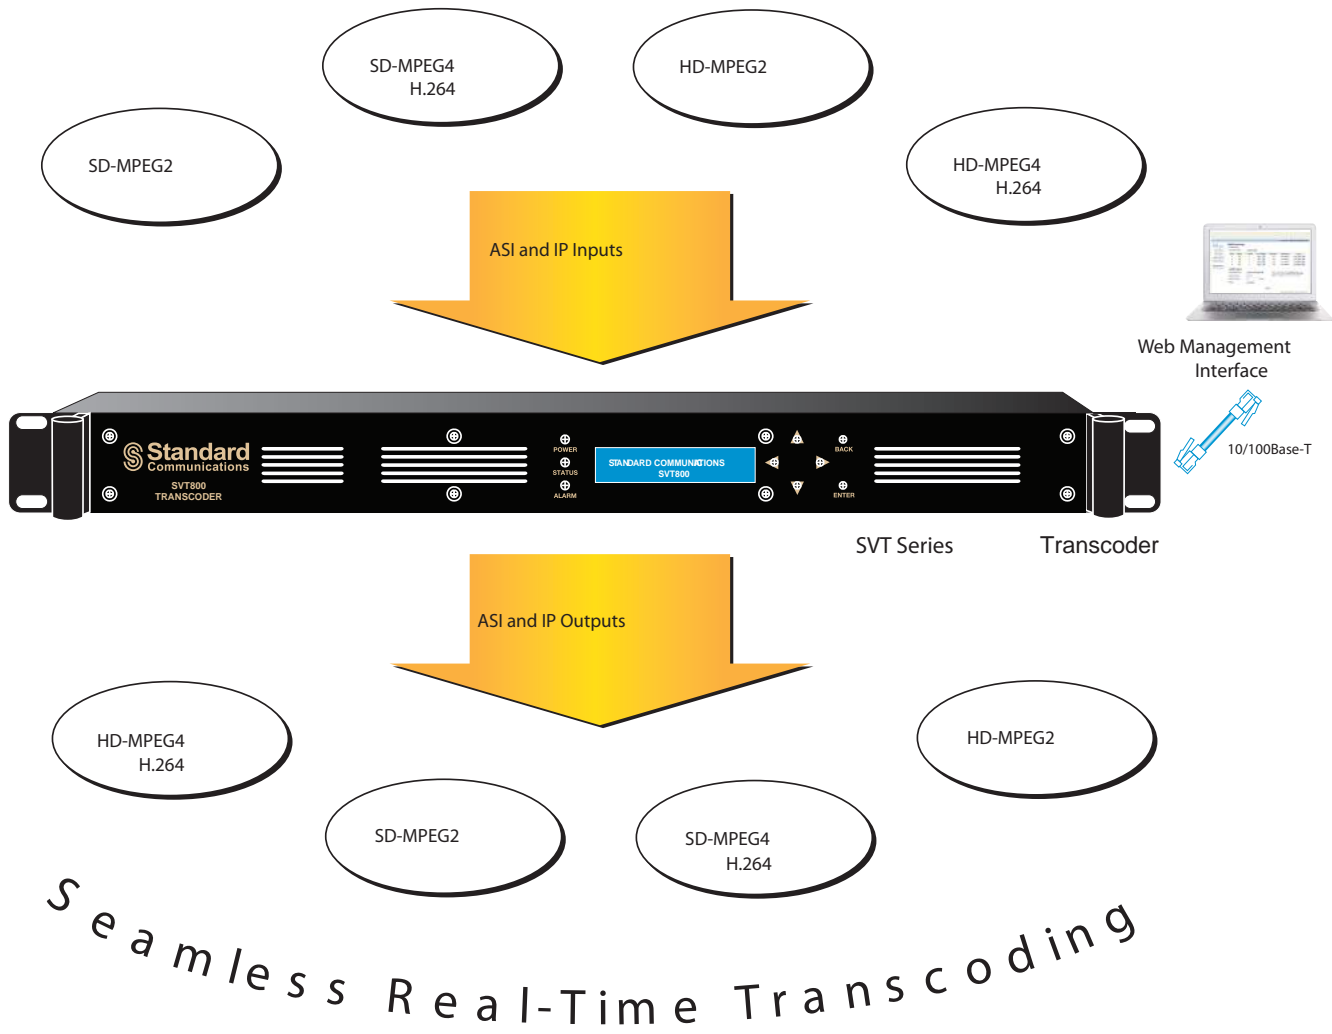 SD-MPEG4
H.264
HD-MPEG2
SD-MPEG2
HD-MPEG4
H.264
ASI and IP Inputs
Web Management
Interface
10/100Base-T
Standard
Communications
SVT800
TRANSCODER
POWER
STATUS
ALARM
STANDARD COMMUNICATIONS
SVT800
BACK
ENTER
SVT Series Transcoder
ASI and IP Outputs
HD-MPEG4
H.264
HD-MPEG2
SD-MPEG2
SD-MPEG4
H.264
Seamless Real-Time Transcoding